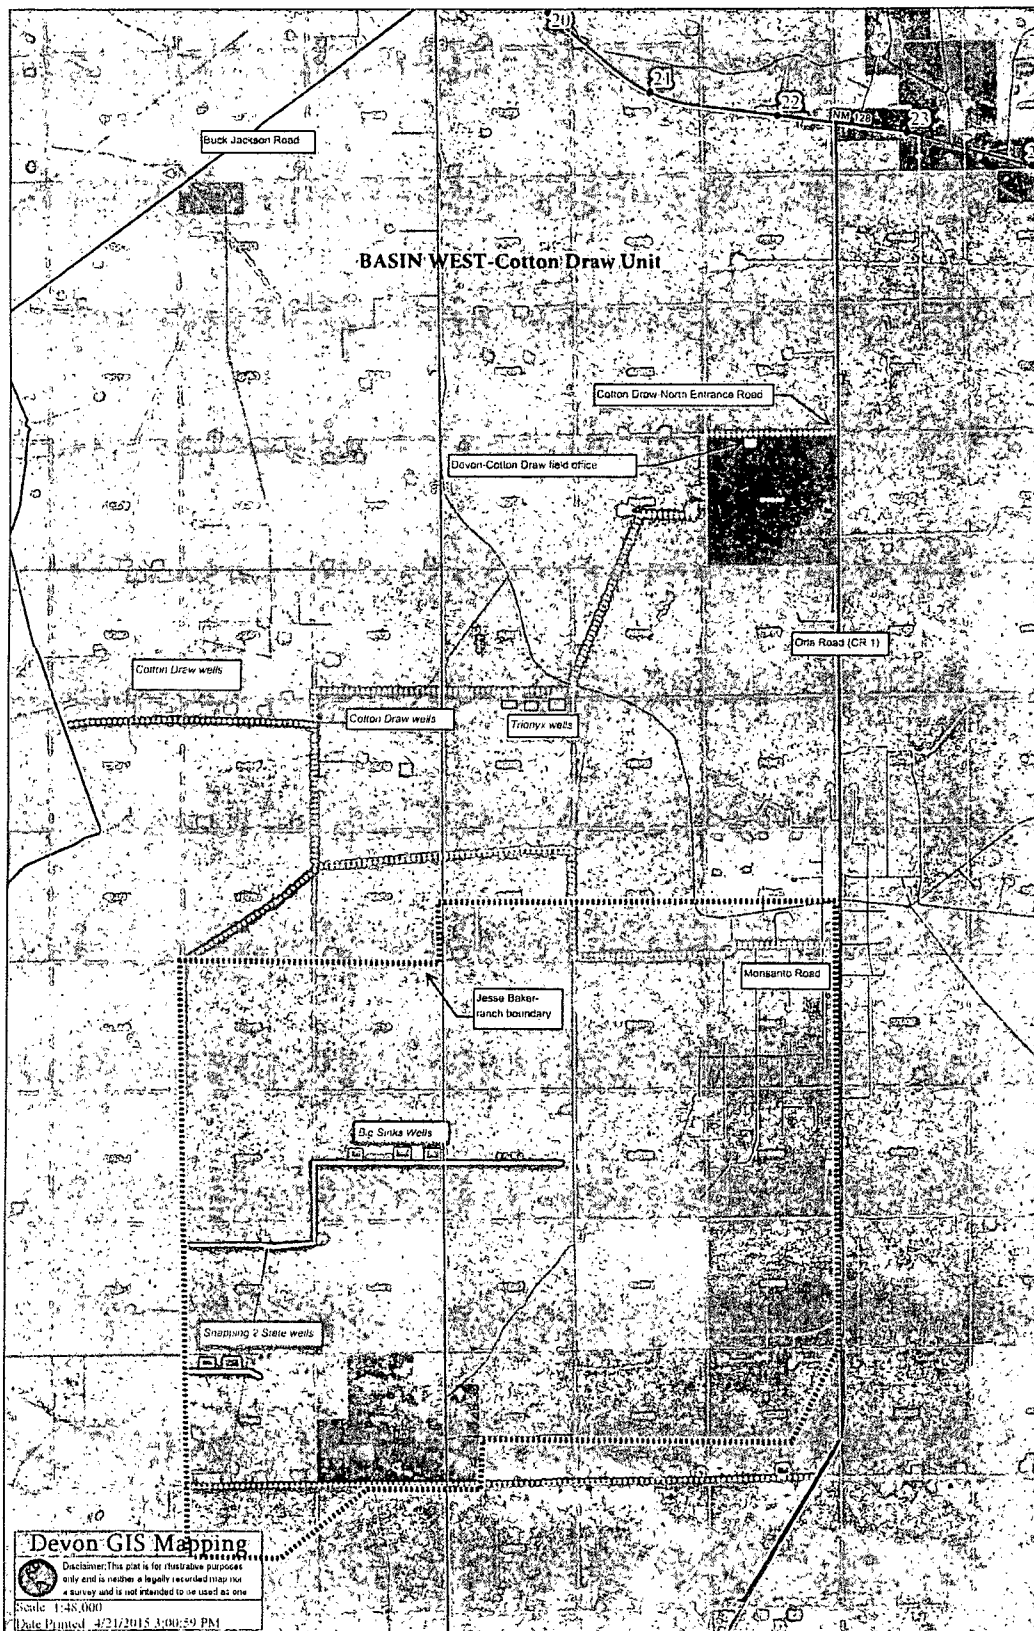 20
21
22
NM 128
23
Buck Jackson Road
BASIN WEST-Cotton Draw Unit
Cotton Draw-North Entrance Road
Devon-Cotton Draw field office
Orla Road (CR 1)
Cotton Draw wells
Cotton Draw wells
Trionyx wells
Monsanto Road
Jesse Baker-
ranch boundary
Big Sinks Wells
Snapping 2 State wells
Devon GIS Mapping
Disclaimer: This plat is for illustrative purposes
only and is neither a legally recorded map nor
a survey and is not intended to be used as one
Scale 1:48,000
Date Printed 4/21/2015 3:00:59 PM